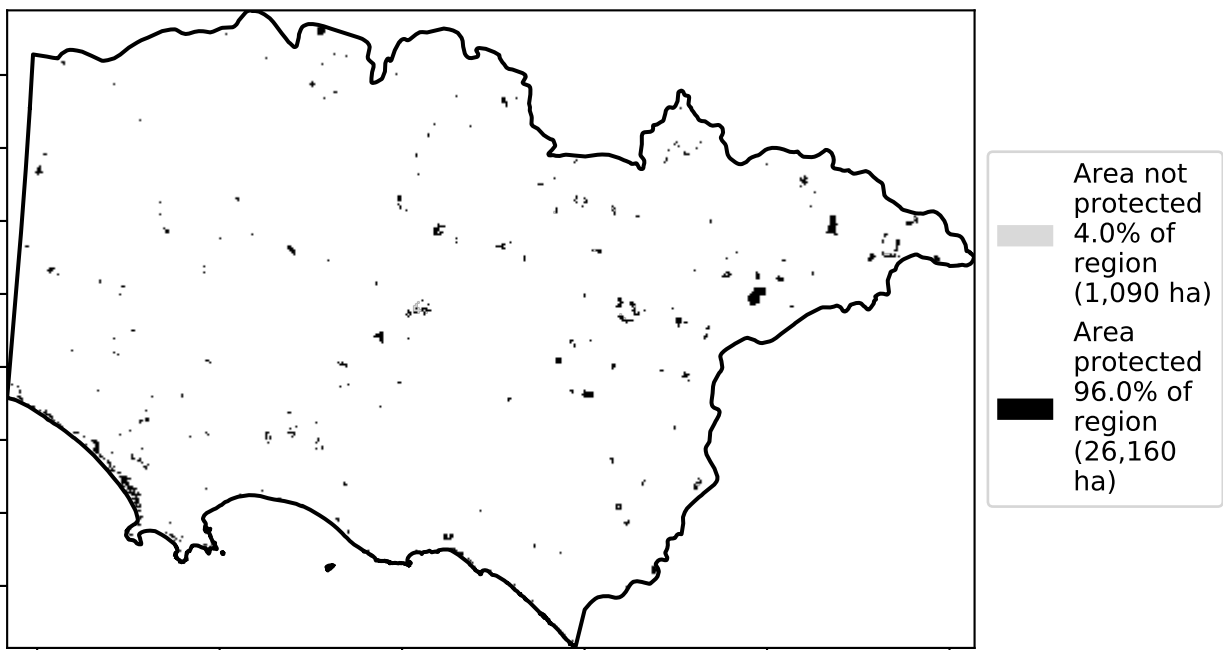 Area not
protected
4.0% of
region
(1,090 ha)
Area
protected
96.0% of
region
(26,160
ha)